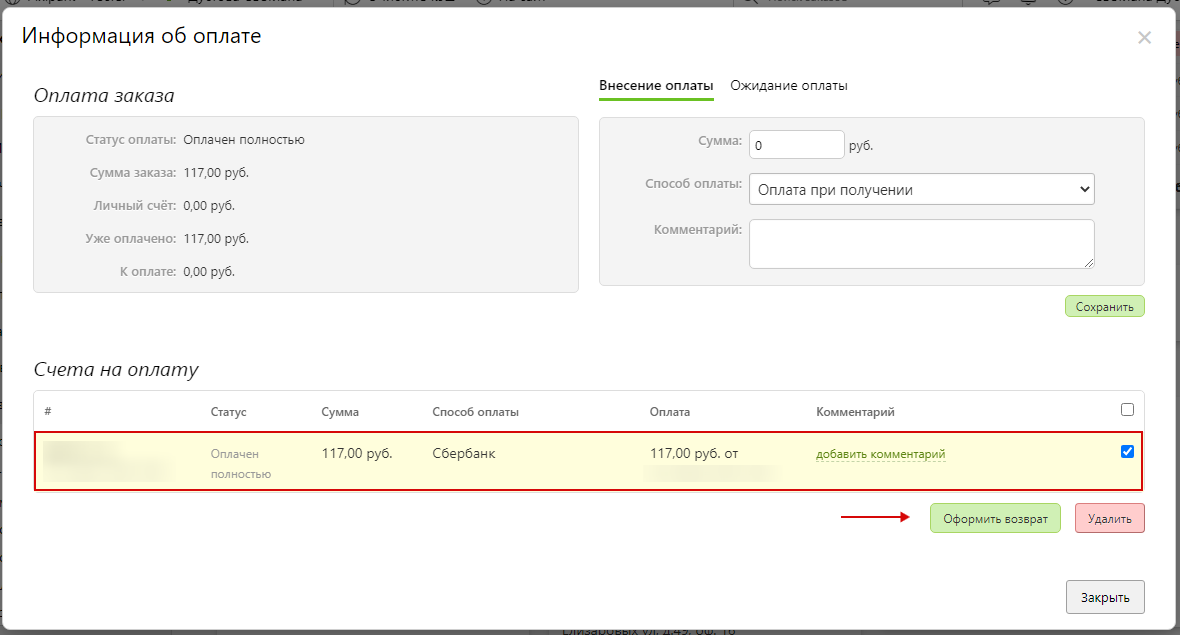 Информация об оплате
Оплата заказа
Статус оплаты: Оплачен полностью
Сумма заказа: 117,00 руб.
Личный счёт: 0,00 руб.
Уже оплачено: 117,00 руб.
К оплате: 0,00 руб.
Внесение оплаты Ожидание оплаты
Сумма: 0 руб.
Способ оплаты: Оплата при получении
Комментарий:
Сохранить
Счета на оплату
# Статус Сумма Способ оплаты Оплата Комментарий
Оплачен 117,00 руб. Сбербанк 117,00 руб. от добавить комментарий
полностью
Оформить возврат Удалить
Закрыть